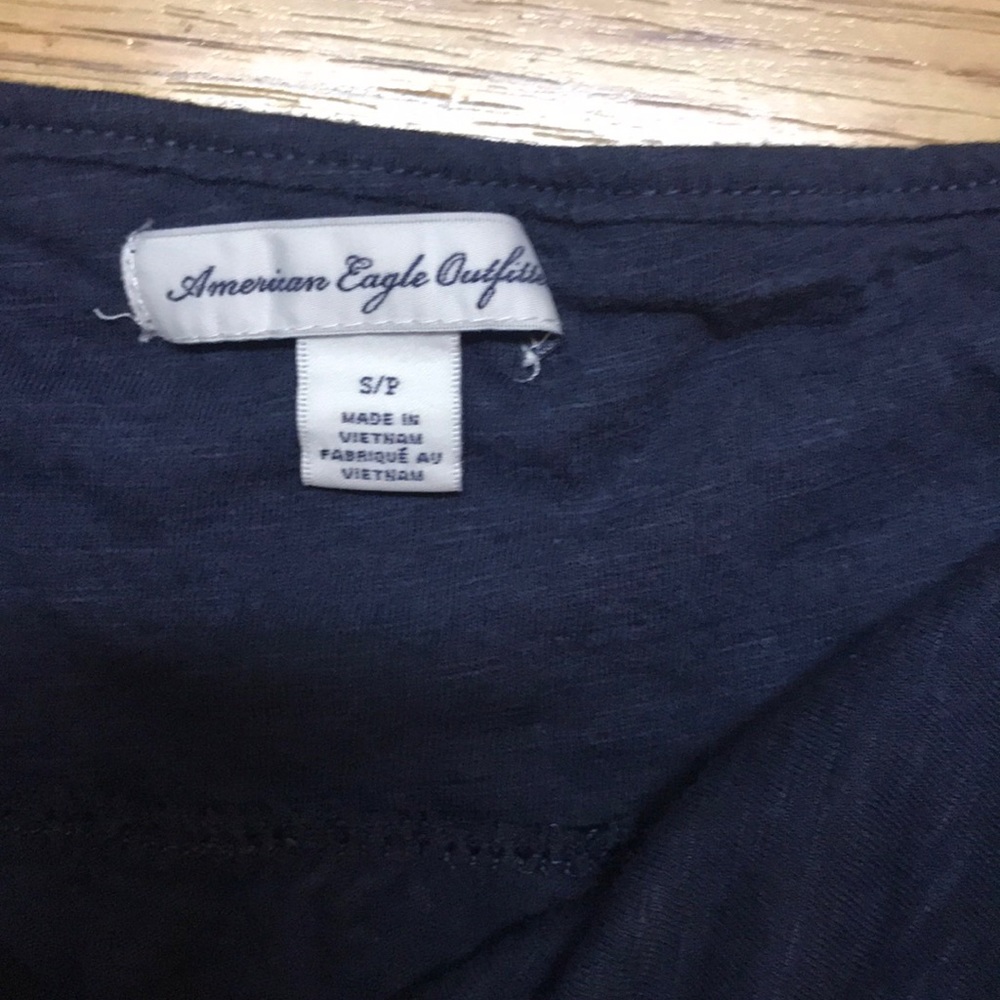 American Eagle Outfitte
S/P
MADE IN
VIETNAM
FABRIQUÉ AU
VIETNAM